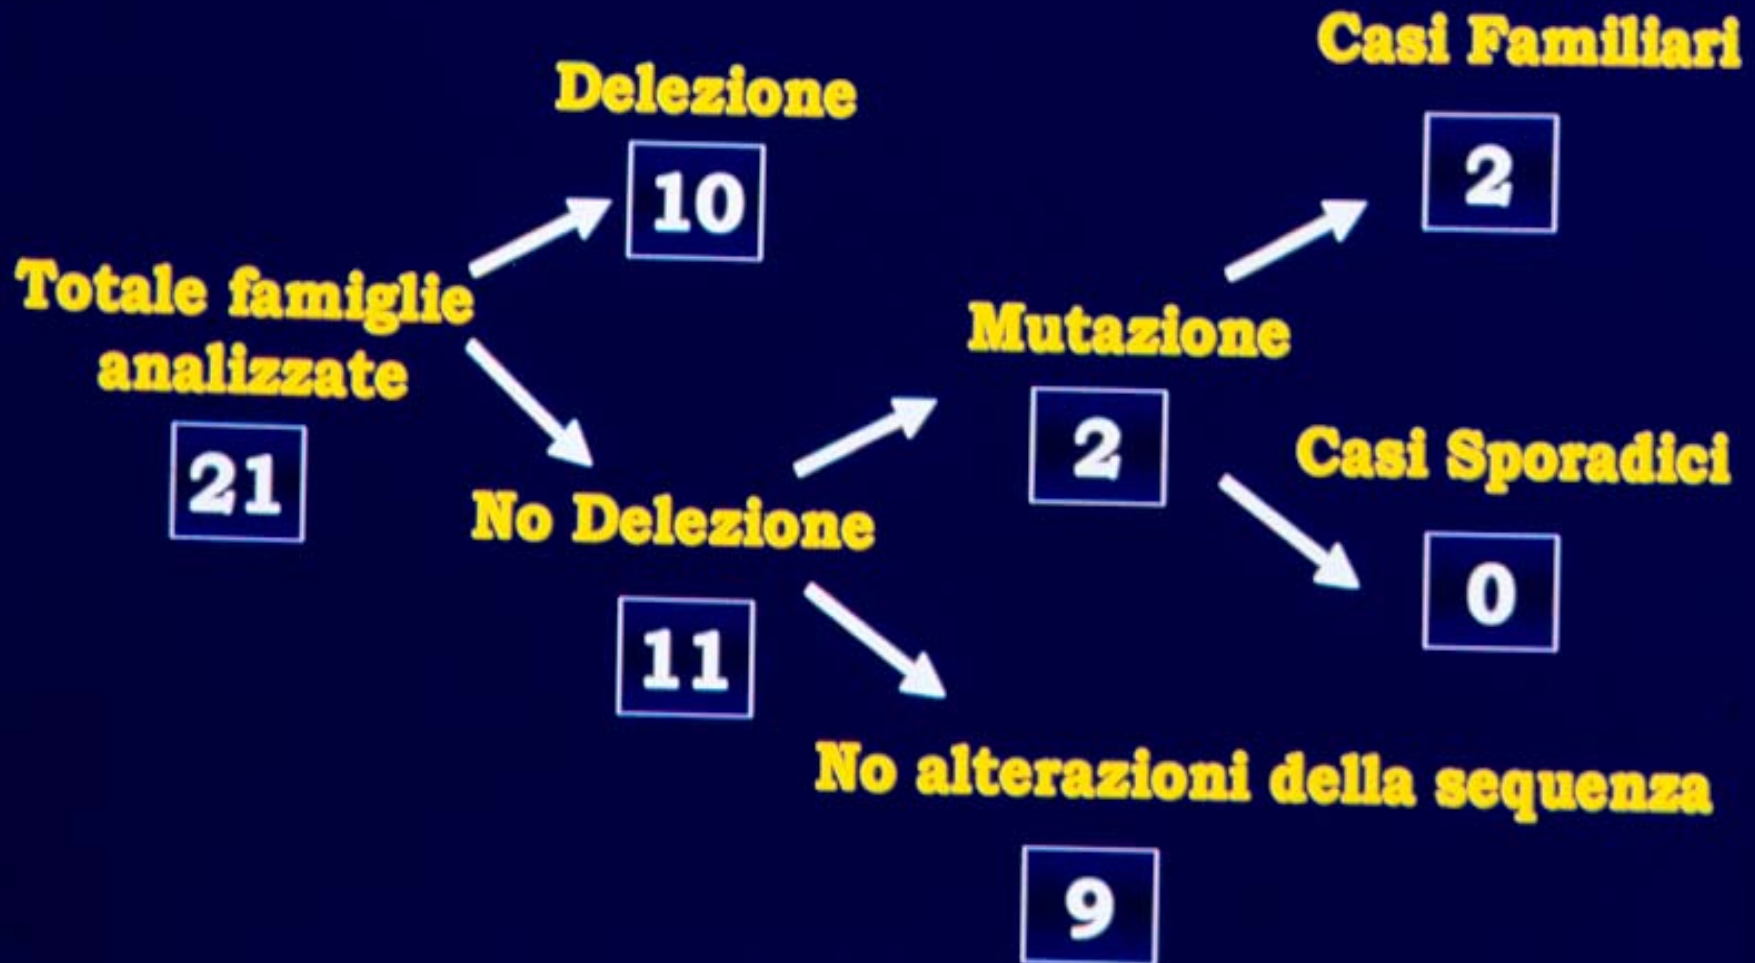 Casi Familiari
2
Delezione
10
Totale famiglie
analizzate
21
Mutazione
2
Casi Sporadici
0
No Delezione
11
No alterazioni della sequenza
9